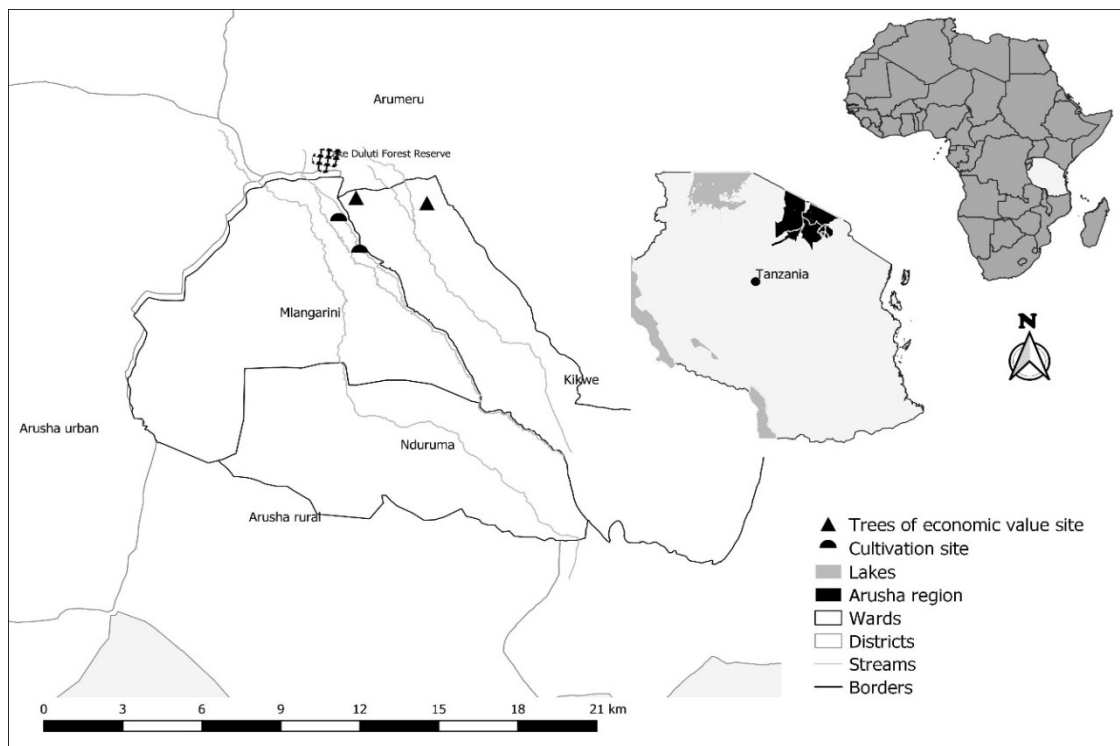 Arumeru
ke Duluti Forest Reserve
Mlangarini
Kikwe
Arusha urban
Nduruma
Arusha rural
Tanzania
N
Trees of economic value site
Cultivation site
Lakes
Arusha region
Wards
Districts
Streams
Borders
0 3 6 9 12 15 18 21 km